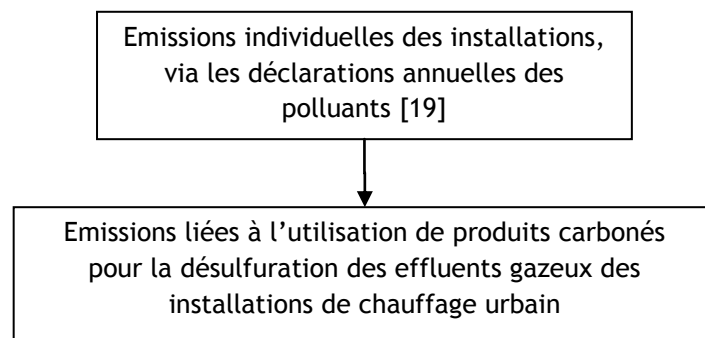 Emissions individuelles des installations,
via les déclarations annuelles des
polluants [19]
Emissions liées à l’utilisation de produits carbonés
pour la désulfuration des effluents gazeux des
installations de chauffage urbain